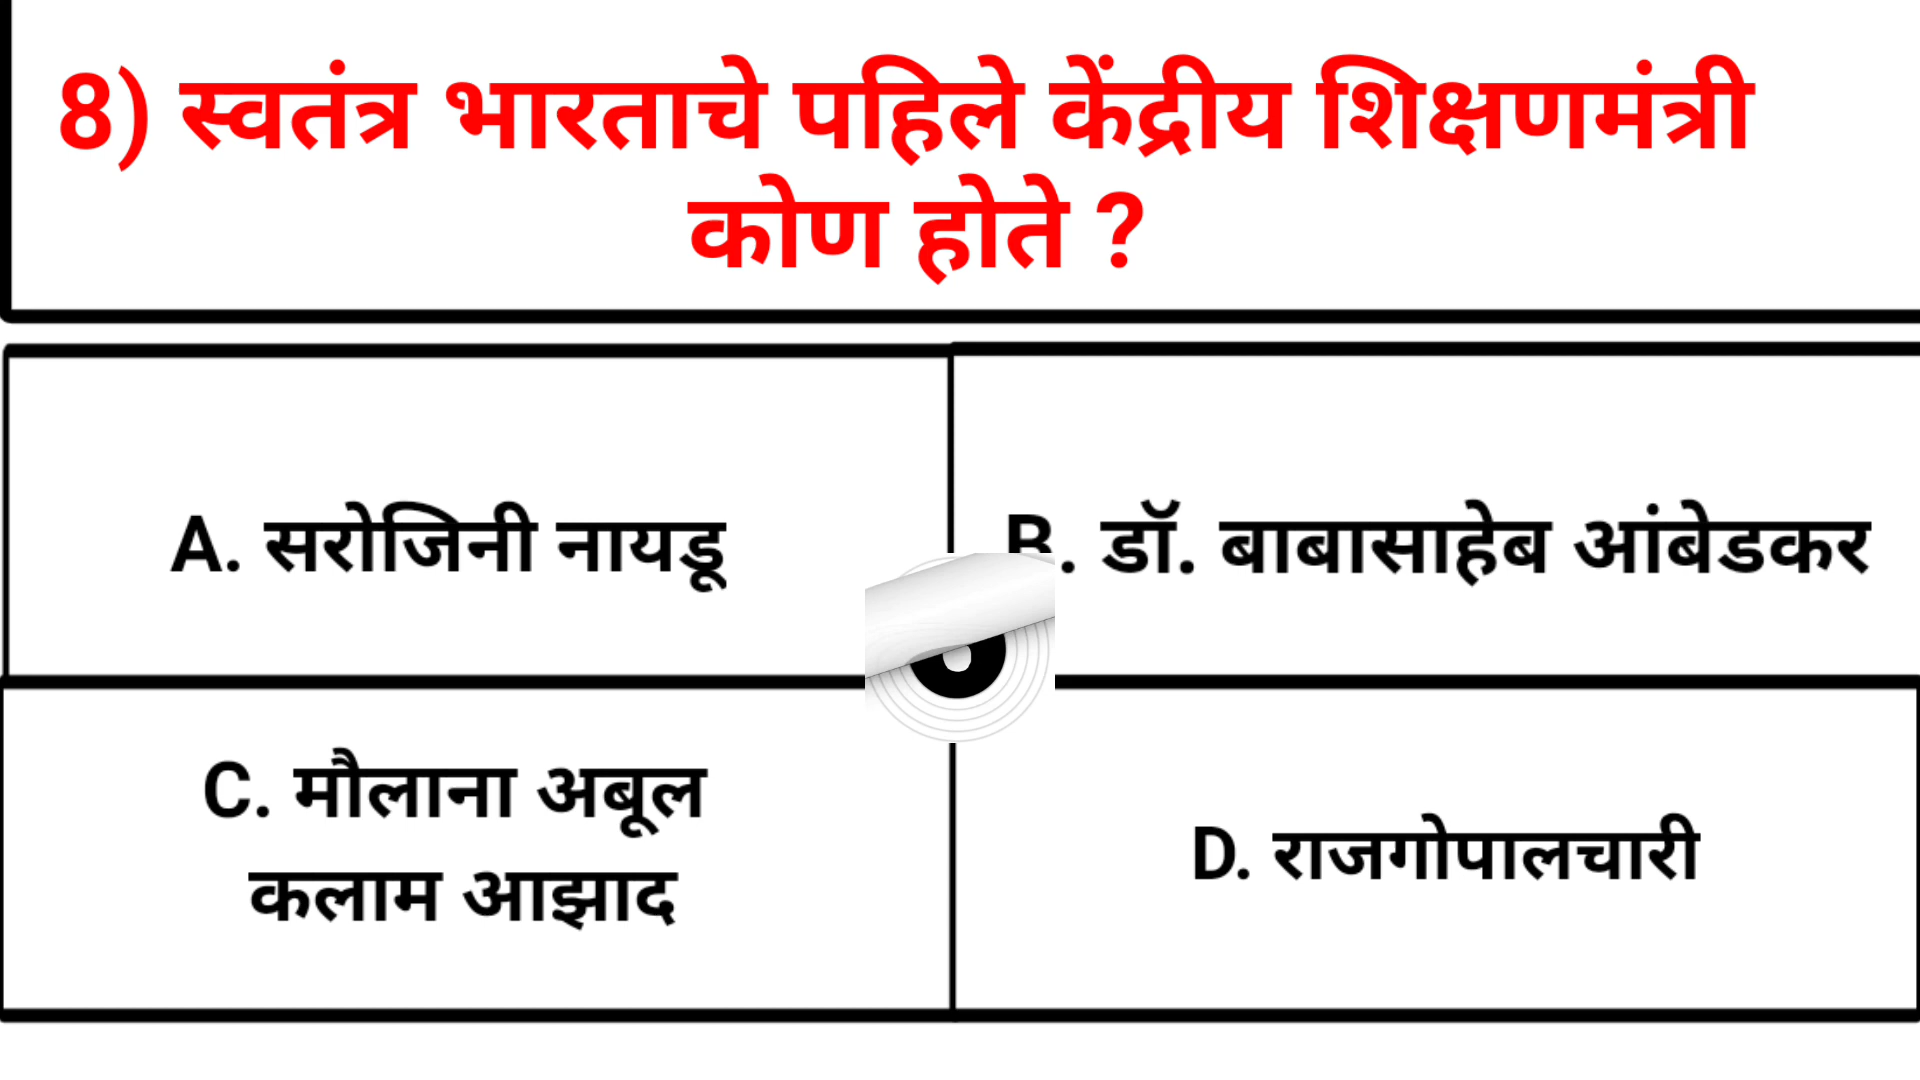 8) स्वतंत्र भारताचे पहिले केंद्रीय शिक्षणमंत्री
कोण होते ?
A. सरोजिनी नायडू
B. डॉ. बाबासाहेब आंबेडकर
C. मौलाना अबूल
कलाम आझाद
D. राजगोपालचारी